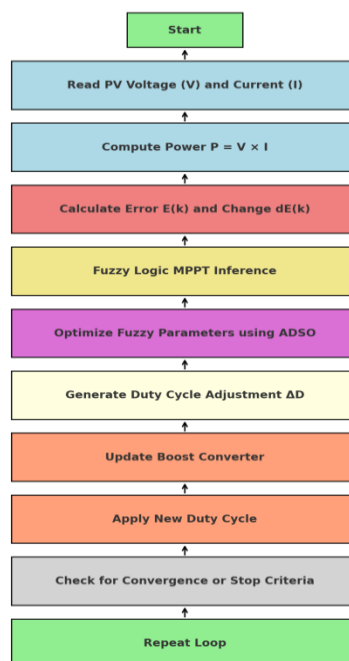 Start
Read PV Voltage (V) and Current (I)
Compute Power P = V × I
Calculate Error E(k) and Change dE(k)
Fuzzy Logic MPPT Inference
Optimize Fuzzy Parameters using ADSO
Generate Duty Cycle Adjustment ΔD
Update Boost Converter
Apply New Duty Cycle
Check for Convergence or Stop Criteria
Repeat Loop